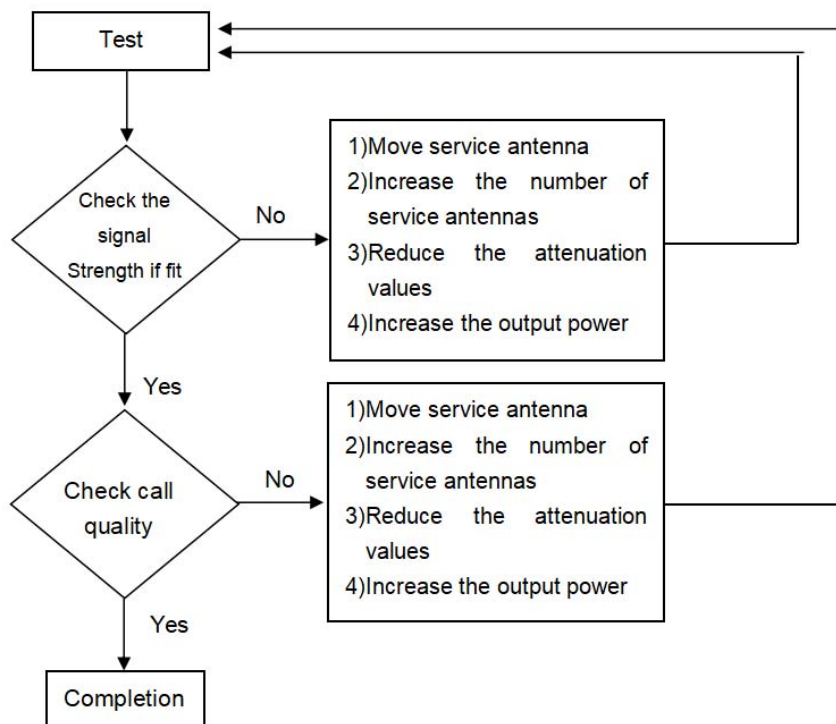 Test
Check the
signal
Strength if fit
No
1)Move service antenna
2)Increase the number of
service antennas
3)Reduce the attenuation
values
4)Increase the output power
Yes
Check call
quality
No
1)Move service antenna
2)Increase the number of
service antennas
3)Reduce the attenuation
values
4)Increase the output power
Yes
Completion